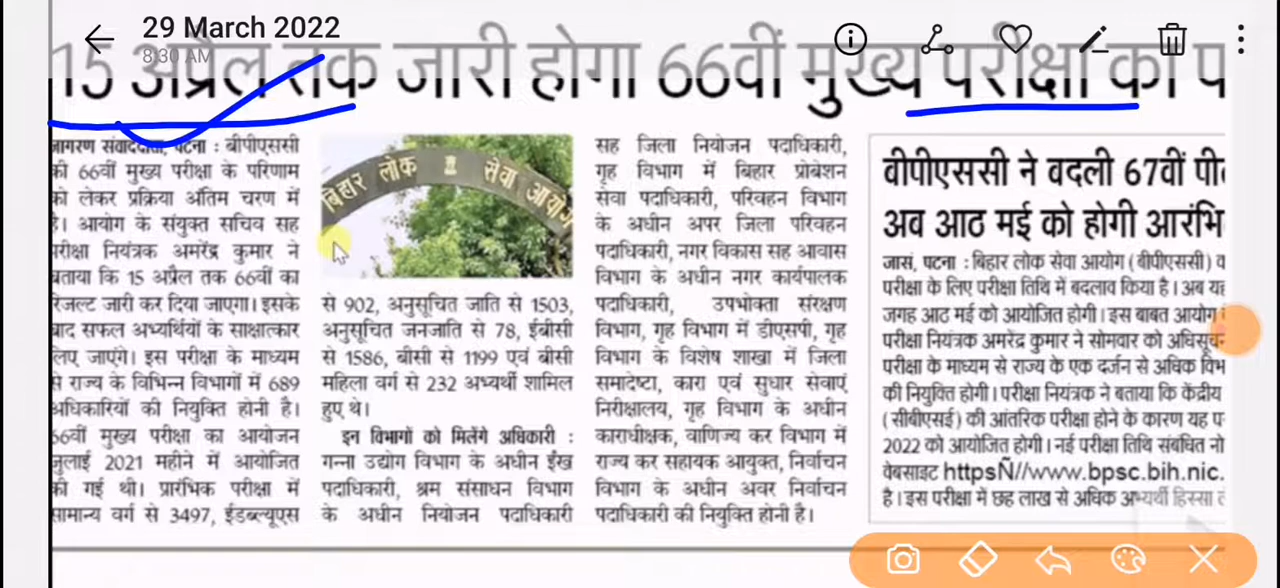 29 March 2022
8:30 AM
15 अप्रैल तक जारी होगा 66वीं मुख्य परीक्षा का प
जागरण संवाददाता, पटना : बीपीएससी
की 66वीं मुख्य परीक्षा के परिणाम
को लेकर प्रक्रिया अंतिम चरण में
है। आयोग के संयुक्त सचिव सह
परीक्षा नियंत्रक अमरेंद्र कुमार ने
बताया कि 15 अप्रैल तक 66वीं का
रिजल्ट जारी कर दिया जाएगा। इसके
बाद सफल अभ्यर्थियों के साक्षात्कार
लिए जाएंगे। इस परीक्षा के माध्यम
से राज्य के विभिन्न विभागों में 689
अधिकारियों की नियुक्ति होनी है।
66वीं मुख्य परीक्षा का आयोजन
जुलाई 2021 महीने में आयोजित
की गई थी। प्रारंभिक परीक्षा में
सामान्य वर्ग से 3497, ईडब्ल्यूएस
बिहार लोक सेवा आयोग
से 902, अनुसूचित जाति से 1503,
अनुसूचित जनजाति से 78, ईबीसी
से 1586, बीसी से 1199 एवं बीसी
महिला वर्ग से 232 अभ्यर्थी शामिल
हुए थे।
इन विभागों को मिलेंगे अधिकारी :
गन्ना उद्योग विभाग के अधीन ईख
पदाधिकारी, श्रम संसाधन विभाग
के अधीन नियोजन पदाधिकारी
सह जिला नियोजन पदाधिकारी,
गृह विभाग में बिहार प्रोबेशन
सेवा पदाधिकारी, परिवहन विभाग
के अधीन अपर जिला परिवहन
पदाधिकारी, नगर विकास सह आवास
विभाग के अधीन नगर कार्यपालक
पदाधिकारी, उपभोक्ता संरक्षण
विभाग, गृह विभाग में डीएसपी, गृह
विभाग के विशेष शाखा में जिला
समादेष्टा, कारा एवं सुधार सेवाएं
निरीक्षालय, गृह विभाग के अधीन
काराधीक्षक, वाणिज्य कर विभाग में
राज्य कर सहायक आयुक्त, निर्वाचन
विभाग के अधीन अवर निर्वाचन
पदाधिकारी की नियुक्ति होनी है।
बीपीएससी ने बदली 67वीं पी
अब आठ मई को होगी आरंभि
जासं, पटना : बिहार लोक सेवा आयोग (बीपीएससी) व
परीक्षा के लिए परीक्षा तिथि में बदलाव किया है। अब यह
जगह आठ मई को आयोजित होगी। इस बाबत आयोग
परीक्षा नियंत्रक अमरेंद्र कुमार ने सोमवार को अधिसूचन
परीक्षा के माध्यम से राज्य के एक दर्जन से अधिक विभ
की नियुक्ति होगी। परीक्षा नियंत्रक ने बताया कि केंद्रीय
(सीबीएसई) की आंतरिक परीक्षा होने के कारण यह प
2022 को आयोजित होगी। नई परीक्षा तिथि संबंधित नो
वेबसाइट httpsÑ//www.bpsc.bih.nic.
है। इस परीक्षा में छह लाख से अधिक अभ्यर्थी हिस्सा